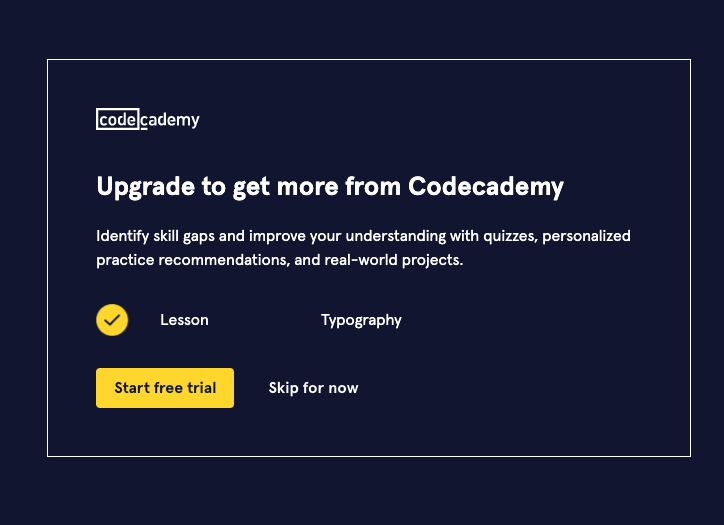 codecademy
Upgrade to get more from Codecademy
Identify skill gaps and improve your understanding with quizzes, personalized
practice recommendations, and real-world projects.
Lesson Typography
Start free trial Skip for now